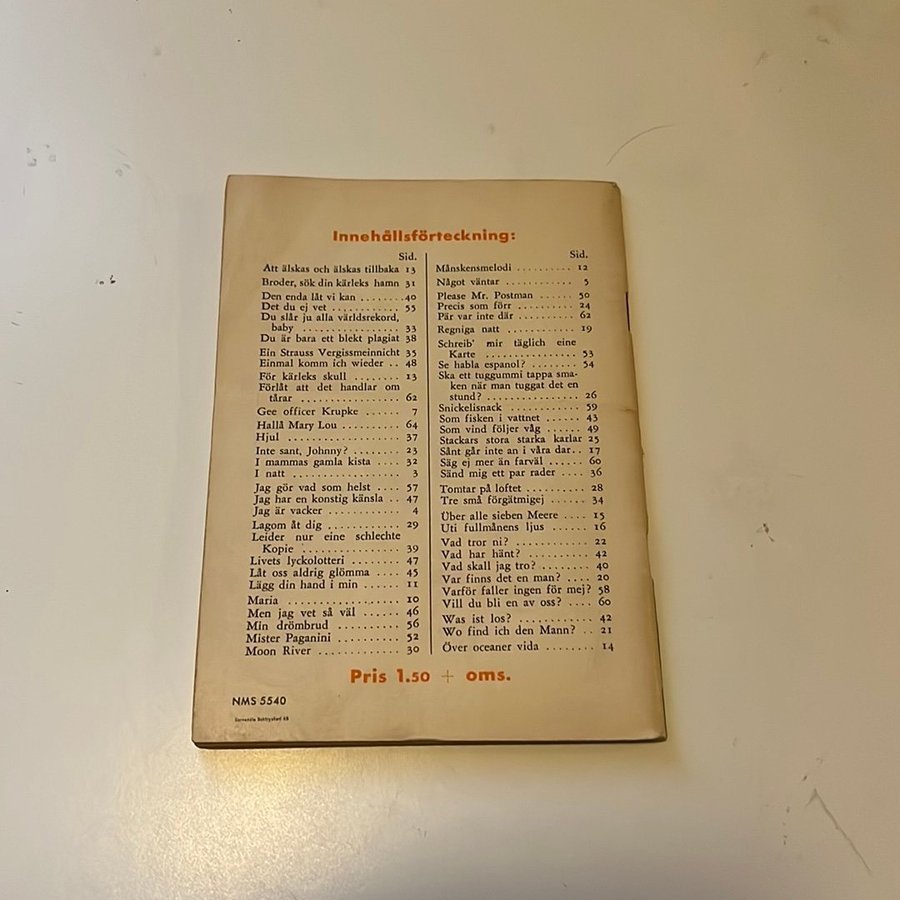 Innehållsförteckning:
Sid.
Att älskas och älskas tillbaka 13
Broder, sök din kärleks hamn 31
Den enda låt vi kan ........40
Det du ej vet ............ 55
Du slår ju alla världsrekord,
baby ................ 33
Du är bara ett blekt plagiat 38
Ein Strauss Vergissmeinnicht 35
Einmal komm ich wieder .. 48
För kärleks skull ........ 13
Förlåt att det handlar om
tårar ................ 62
Gee officer Krupke ...... 7
Hallå Mary Lou .......... 64
Hjul .................. 37
Inte sant, Johnny? ........ 23
I mammas gamla kista .... 32
I natt .................. 3
Jag gör vad som helst .... 57
Jag har en konstig känsla .. 47
Jag är vacker ............ 4
Lagom åt dig ............ 29
Leider nur eine schlechte
Kopie ................ 39
Livets lyckolotteri ........ 47
Låt oss aldrig glömma .... 45
Lägg din hand i min ...... 11
Maria .................. 10
Men jag vet så väl ...... 46
Min drömbrud .......... 56
Mister Paganini .......... 52
Moon River ............ 30
Sid.
Månskensmelodi .......... 12
Något väntar ............ 5
Please Mr. Postman ...... 50
Precis som förr .......... 24
Pär var inte där .......... 62
Regniga natt ............ 19
Schreib' mir täglich eine
Karte ................ 53
Se habla espanol? ........ 54
Ska ett tuggummi tappa sma-
ken när man tuggat det en
stund? ................ 26
Snickelisnack ............ 59
Som fisken i vattnet ...... 43
Som vind följer våg ...... 49
Stackars stora starka karlar 25
Sånt går inte an i våra dar.. 17
Säg ej mer än farväl ...... 60
Sänd mig ett par rader .... 36
Tomtar på loftet .......... 28
Tre små förgätmigej ...... 34
Über alle sieben Meere .... 15
Uti fullmånens ljus ...... 16
Vad tror ni? ............ 22
Vad har hänt? .......... 42
Vad skall jag tro? ........ 40
Var finns det en man? .... 20
Varför faller ingen för mej? 58
Vill du bli en av oss? .... 60
Was ist los? ............ 42
Wo find ich den Mann? .. 21
Över oceaner vida ........ 14
Pris 1.50 + oms.
NMS 5540